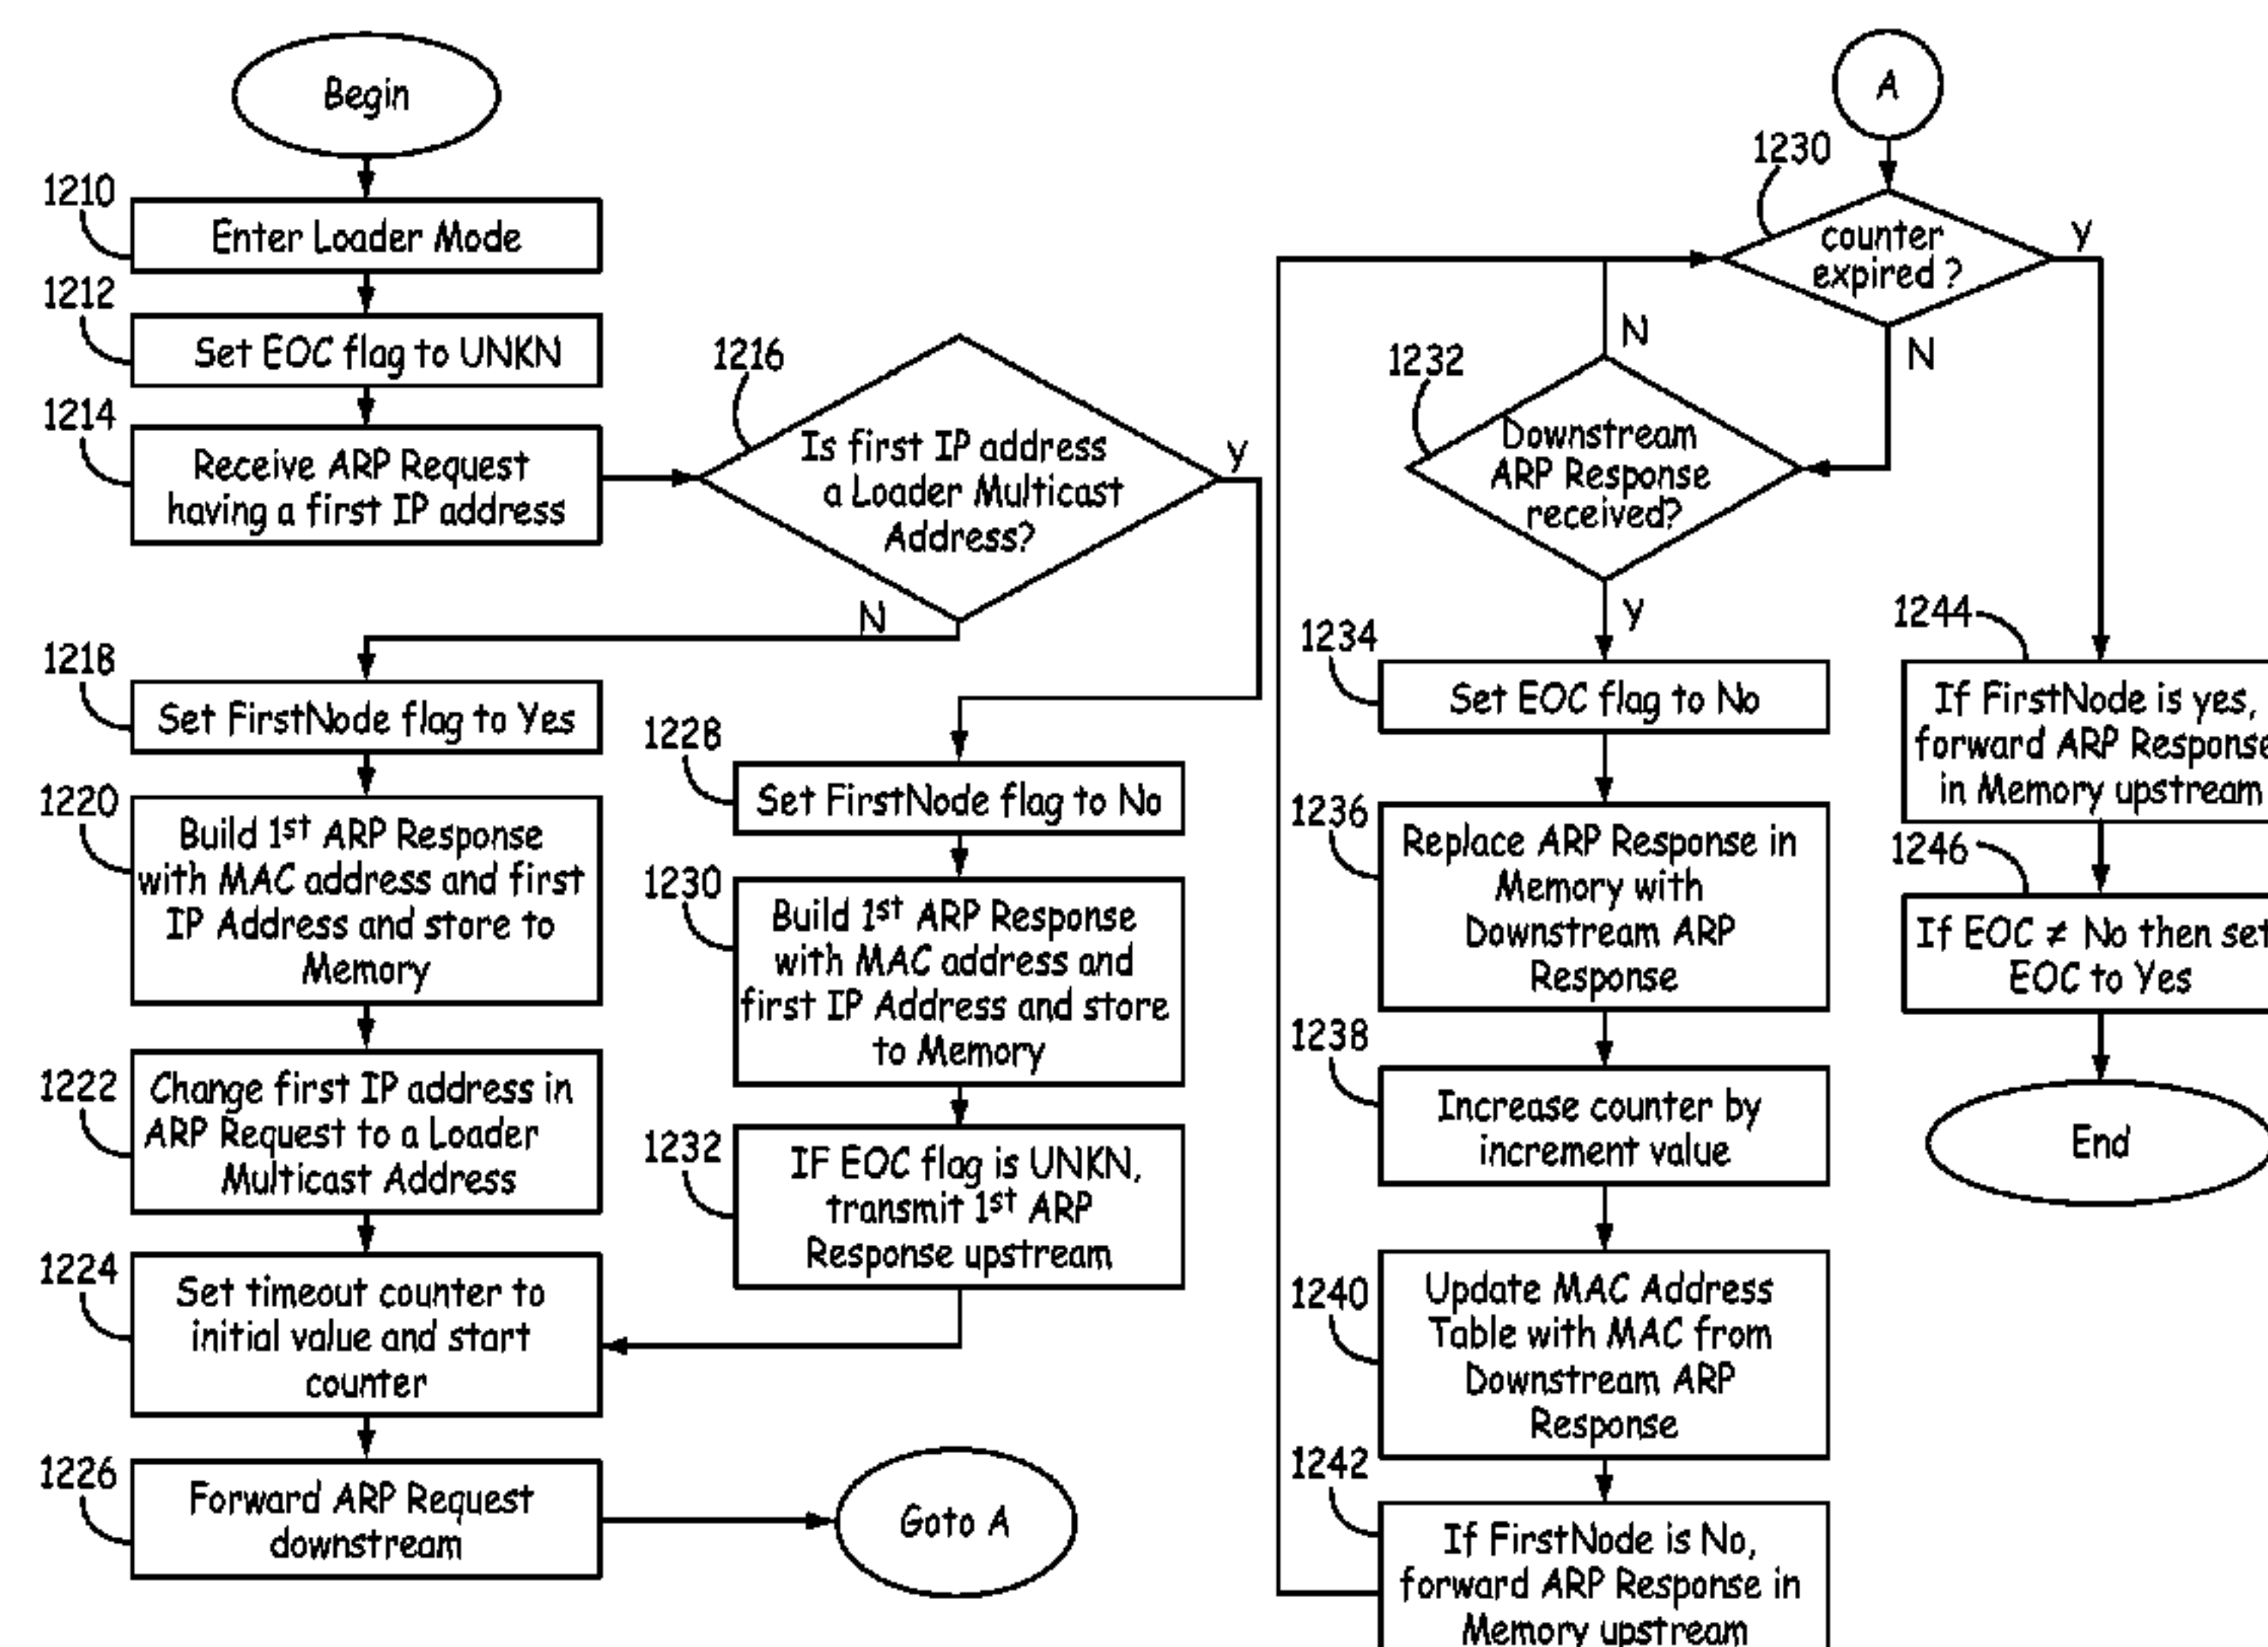 Begin
1210
Enter Loader Mode
1212
Set EOC flag to UNKN
1214
Receive ARP Request
having a first IP address
1216
Is first IP address
a Loader Multicast
Address?
Y
N
1218
Set FirstNode flag to Yes
1220
Build 1st ARP Response
with MAC address and first
IP Address and store to
Memory
1222
Change first IP address in
ARP Request to a Loader
Multicast Address
1224
Set timeout counter to
initial value and start
counter
1226
Forward ARP Request
downstream
Goto A
1228
Set FirstNode flag to No
1230
Build 1st ARP Response
with MAC address and
first IP Address and store
to Memory
1232
IF EOC flag is UNKN,
transmit 1st ARP
Response upstream
A
1230
counter
expired ?
Y
N
1232
Downstream
ARP Response
received?
N
Y
1234
Set EOC flag to No
1236
Replace ARP Response in
Memory with
Downstream ARP
Response
1238
Increase counter by
increment value
1240
Update MAC Address
Table with MAC from
Downstream ARP
Response
1242
If FirstNode is No,
forward ARP Response in
Memory upstream
1244
If FirstNode is yes,
forward ARP Response
in Memory upstream
1246
If EOC ≠ No then set
EOC to Yes
End